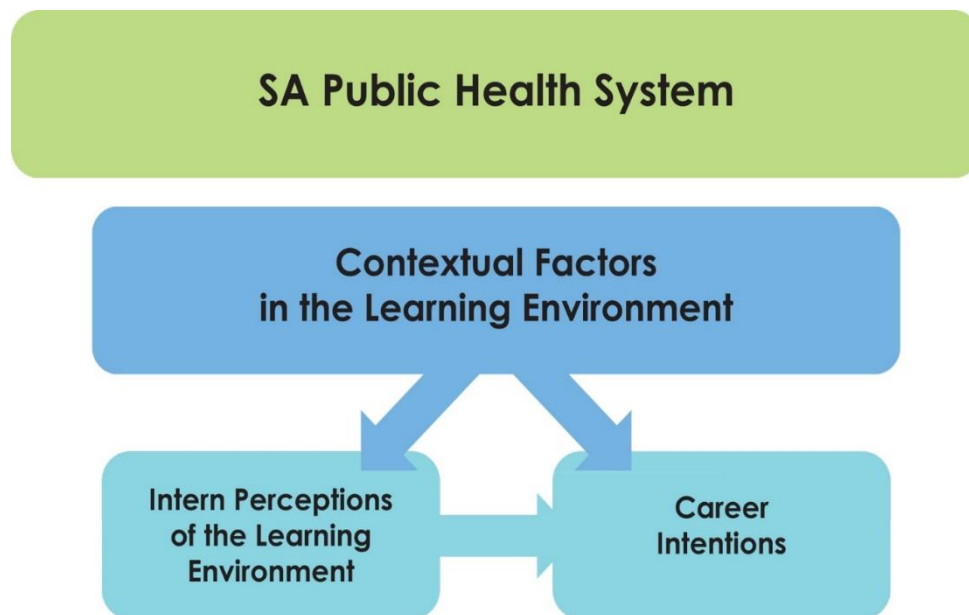 SA Public Health System
Contextual Factors
in the Learning Environment
Intern Perceptions
of the Learning
Environment
Career
Intentions